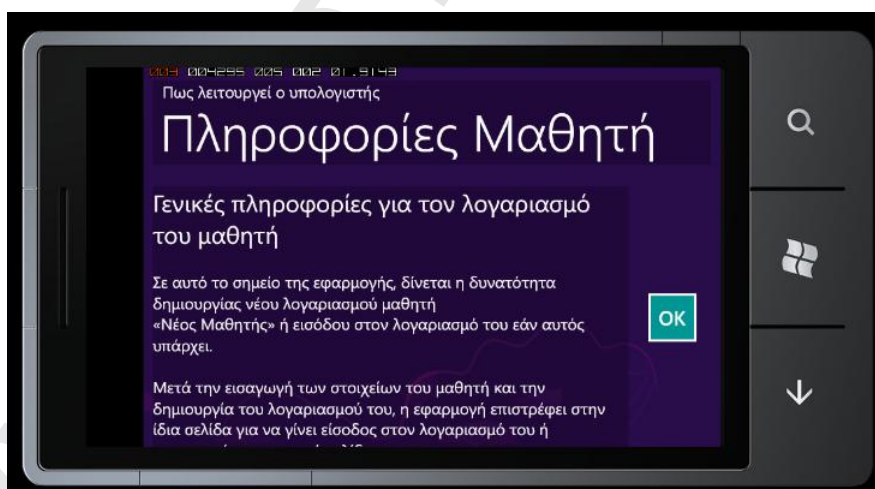 003 004255 005 002 01.9143
Πως λειτουργεί ο υπολογιστής
Πληροφορίες Μαθητή
Γενικές πληροφορίες για τον λογαριασμό
του μαθητή
Σε αυτό το σημείο της εφαρμογής, δίνεται η δυνατότητα
δημιουργίας νέου λογαριασμού μαθητή
«Νέος Μαθητής» ή εισόδου στον λογαριασμό του εάν αυτός
υπάρχει.
OK
Μετά την εισαγωγή των στοιχείων του μαθητή και την
δημιουργία του λογαριασμού του, η εφαρμογή επιστρέφει στην
ίδια σελίδα για να γίνει είσοδος στον λογαριασμό του ή